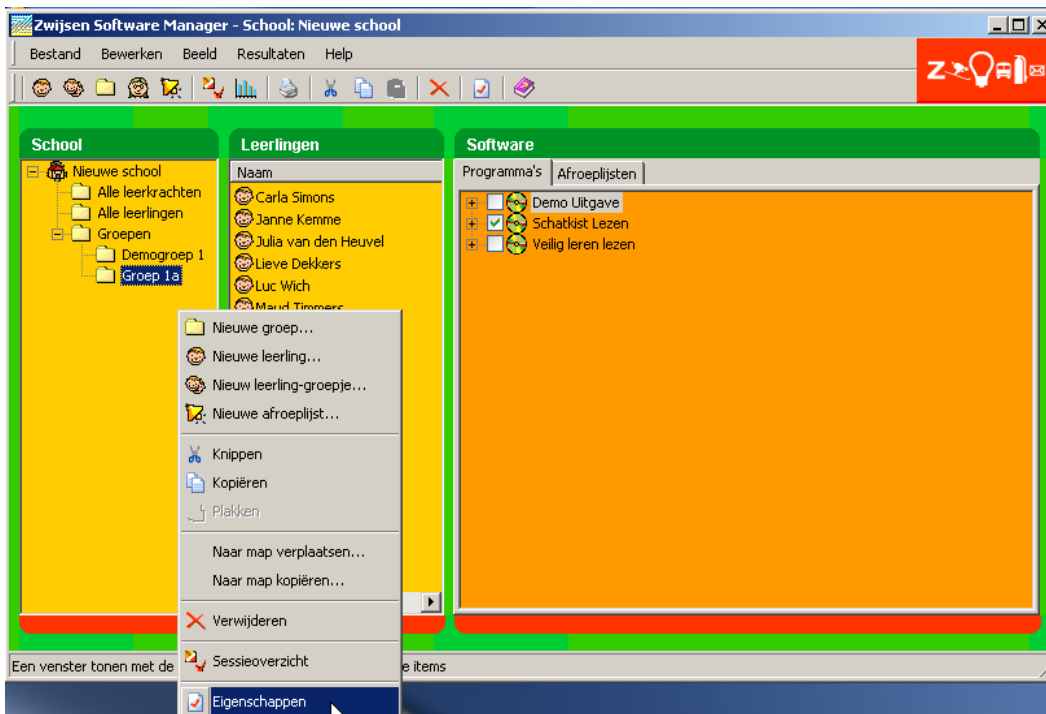 Zwijsen Software Manager - School: Nieuwe school
Bestand Bewerken Beeld Resultaten Help
Z
School
Nieuwe school
Alle leerkrachten
Alle leerlingen
Groepen
Demogroep 1
Groep 1a
Leerlingen
Naam
Carla Simons
Janne Kemme
Julia van den Heuvel
Lieve Dekkers
Luc Wich
Maud Timmers
Software
Programma's Afroeplijsten
Demo Uitgave
Schatkist Lezen
Veilig leren lezen
Nieuwe groep...
Nieuwe leerling...
Nieuw leerling-groepje...
Nieuwe afroeplijst...
Knippen
Kopiëren
Plakken
Naar map verplaatsen...
Naar map kopiëren...
Verwijderen
Sessieoverzicht
Eigenschappen
Een venster tonen met de e items